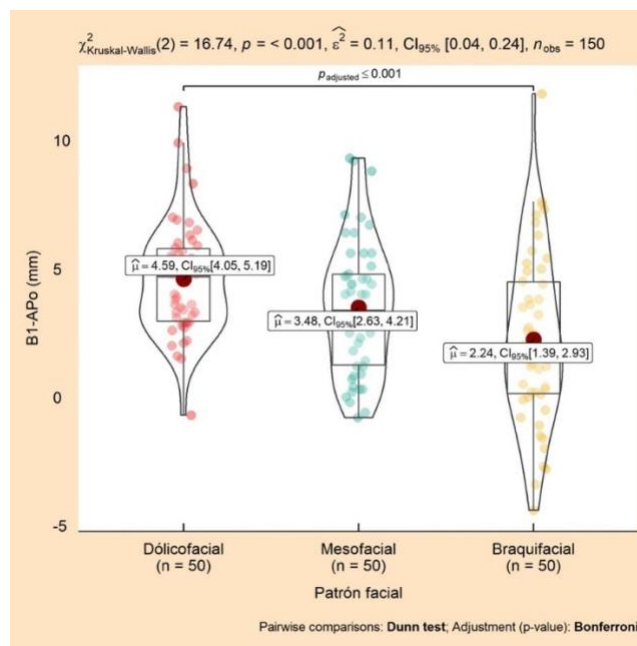 χ²Kruskal-Wallis(2) = 16.74, p = < 0.001, ε̂² = 0.11, CI95% [0.04, 0.24], nobs = 150
padjusted ≤ 0.001
10
5
0
-5
B1-APo (mm)
μ̂ = 4.59, CI95%[4.05, 5.19]
μ̂ = 3.48, CI95%[2.63, 4.21]
μ̂ = 2.24, CI95%[1.39, 2.93]
Dólicofacial
(n = 50)
Mesofacial
(n = 50)
Braquifacial
(n = 50)
Patrón facial
Pairwise comparisons: Dunn test; Adjustment (p-value): Bonferroni